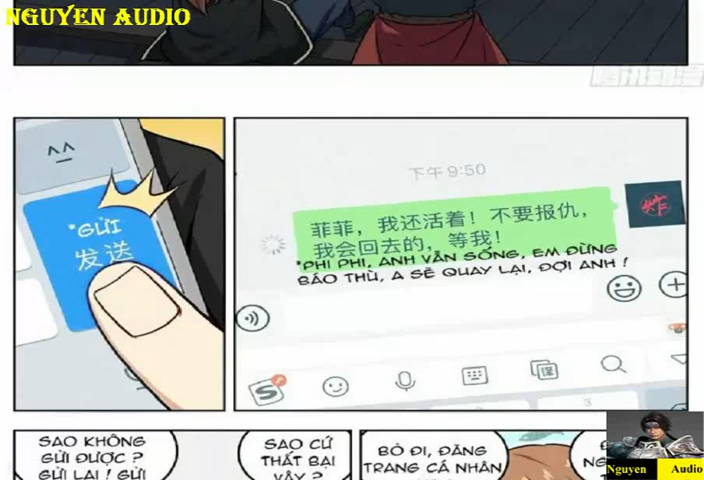 NGUYEN AUDIO
^^
"GỬI
发送
下午 9:50
菲菲，我还活着！不要报仇，
我会回去的，等我！
炸
"PHI PHI, ANH VẪN SỐNG, EM ĐỪNG
BÁO THÙ, A SẼ QUAY LẠI, ĐỢI ANH !
译
3
SAO KHÔNG
GỬI ĐƯỢC ?
GỬI LẠI ! GỬI
SAO CỨ
THẤT BẠI
VẬY ?
BỎ ĐI, ĐĂNG
TRANG CÁ NHÂN
Nguyen Audio